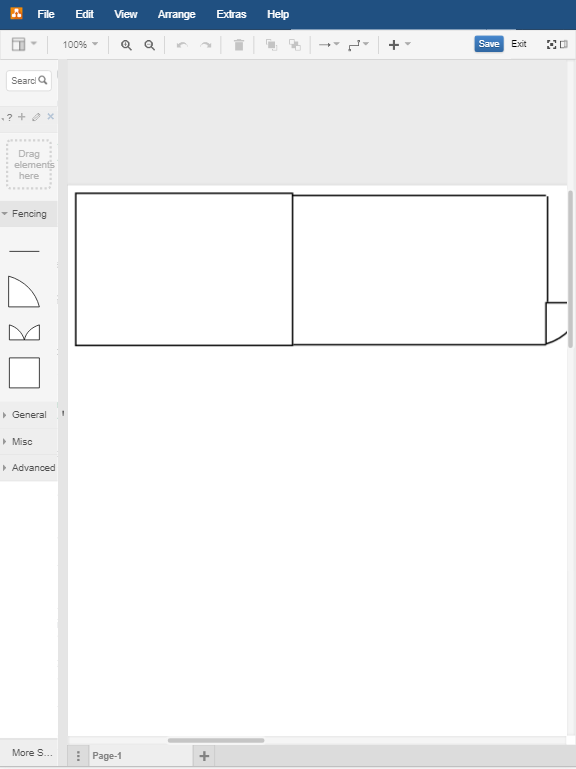 File Edit View Arrange Extras Help
100% Save Exit
Searc
?
Drag
elements
here
Fencing
General
Misc
Advanced
More S...
Page-1